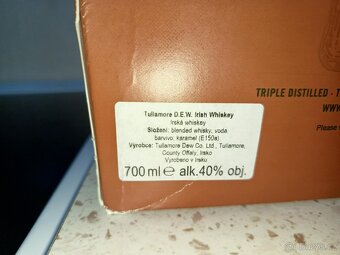 TRIPLE DISTILLED - T
WWW.
Please
Tullamore D.E.W. Irish Whiskey
Irská whiskey
Složení: blended whisky, voda
barvivo: karamel (E150a)
Výrobce: Tullamore Dew Co. Ltd., Tullamore,
County Offaly, Irsko
Vyrobeno v Irsku
700 ml e alk.40% obj.